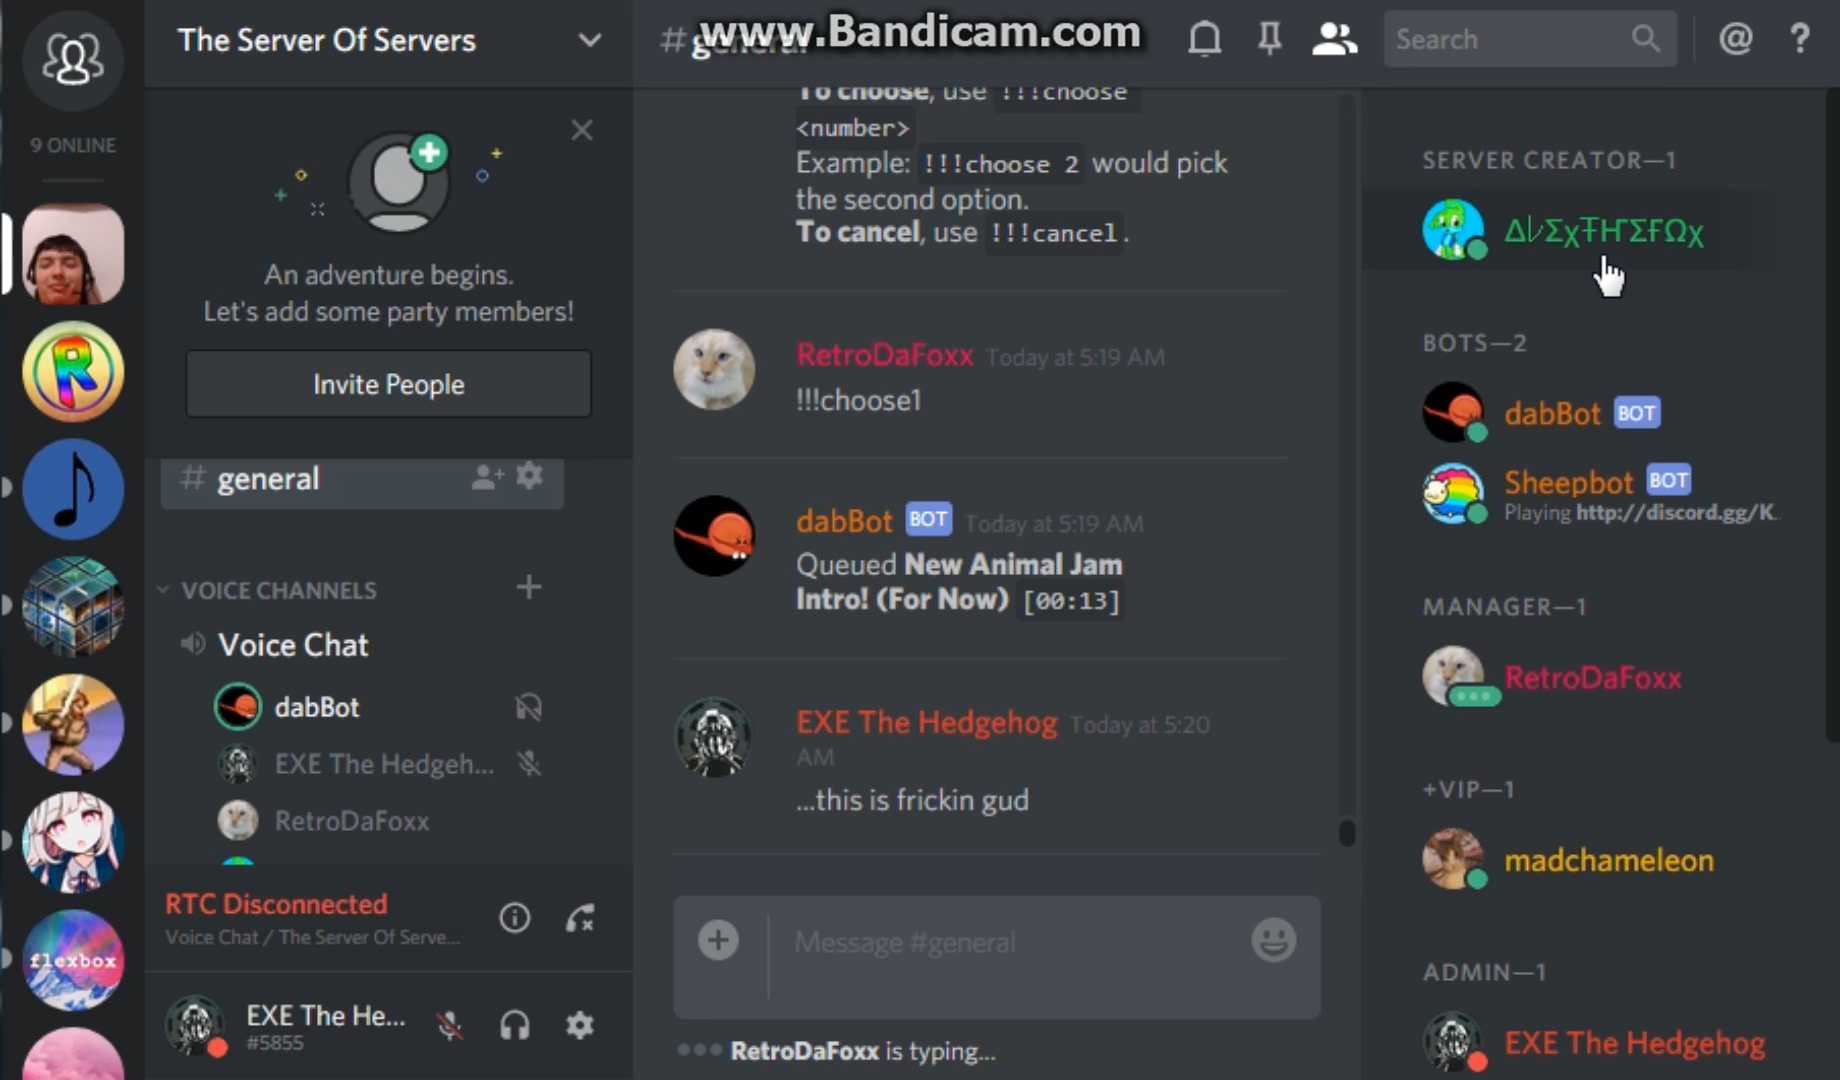 The Server Of Servers
www.Bandicam.com
# general
Search
9 ONLINE
An adventure begins.
Let's add some party members!
Invite People
# general
VOICE CHANNELS
Voice Chat
dabBot
EXE The Hedgeh...
RetroDaFoxx
RTC Disconnected
Voice Chat / The Server Of Serve...
EXE The He...
#5855
To choose, use !!!choose
<number>
Example: !!!choose 2 would pick
the second option.
To cancel, use !!!cancel.
RetroDaFoxx Today at 5:19 AM
!!!choose1
dabBot BOT Today at 5:19 AM
Queued New Animal Jam
Intro! (For Now) [00:13]
EXE The Hedgehog Today at 5:20
AM
...this is frickin gud
Message #general
RetroDaFoxx is typing...
SERVER CREATOR—1
BOTS—2
dabBot BOT
Sheepbot BOT
Playing http://discord.gg/K...
MANAGER—1
RetroDaFoxx
+VIP—1
madchameleon
ADMIN—1
EXE The Hedgehog
R
flexbox